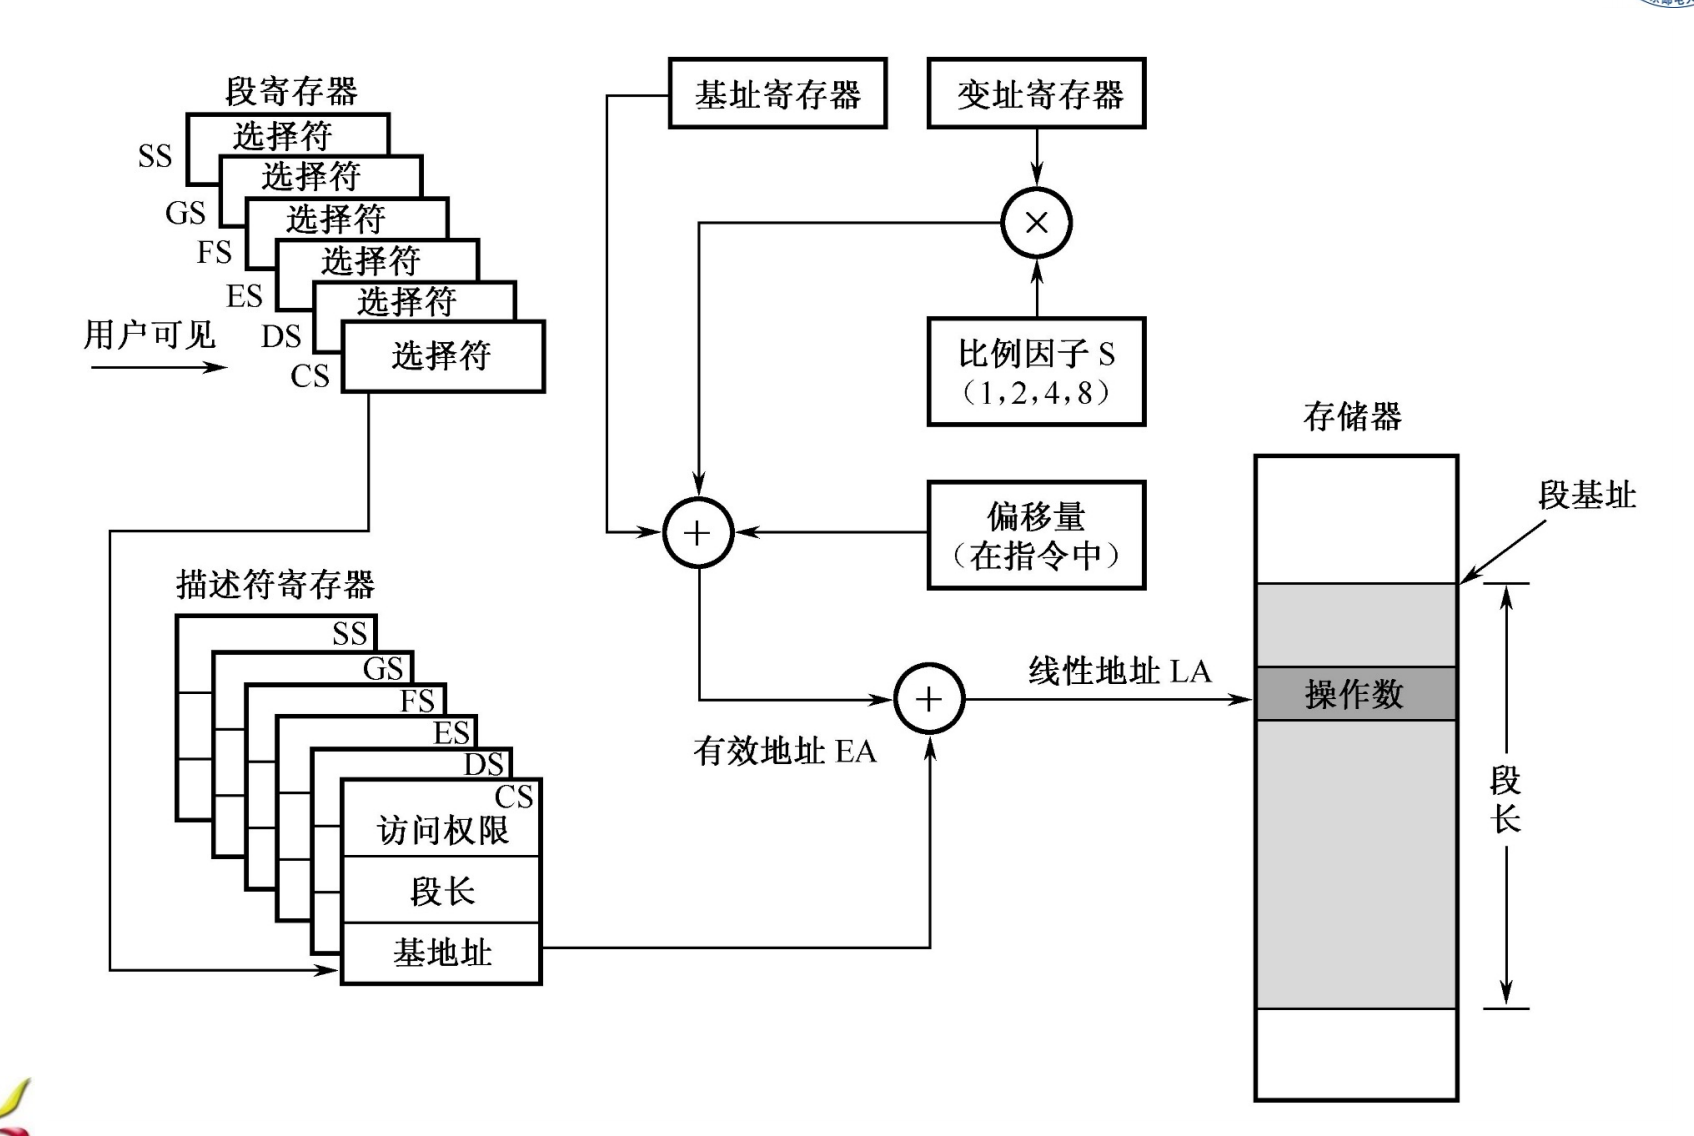 段寄存器
选择符
SS
选择符
GS
选择符
FS
选择符
ES
选择符
DS
选择符
CS
用户可见
基址寄存器
变址寄存器
×
比例因子 S
（1,2,4,8）
+
偏移量
（在指令中）
存储器
段基址
操作数
段长
描述符寄存器
SS
GS
FS
ES
DS
CS
访问权限
段长
基地址
有效地址 EA
+
线性地址 LA